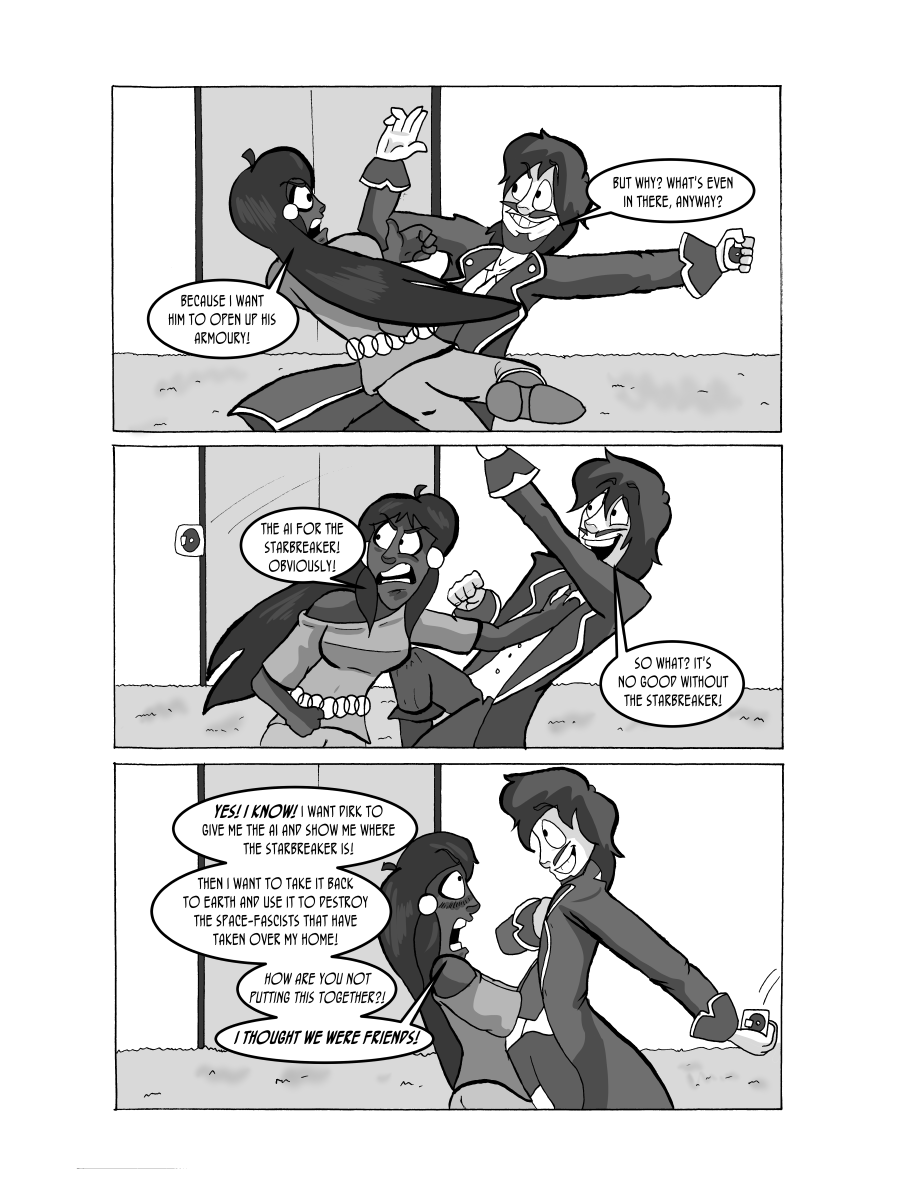 BUT WHY? WHAT'S EVEN
IN THERE, ANYWAY?
BECAUSE I WANT
HIM TO OPEN UP HIS
ARMOURY!
THE AI FOR THE
STARBREAKER!
OBVIOUSLY!
SO WHAT? IT'S
NO GOOD WITHOUT
THE STARBREAKER!
YES! I KNOW! I WANT DIRK TO
GIVE ME THE AI AND SHOW ME WHERE
THE STARBREAKER IS!
THEN I WANT TO TAKE IT BACK
TO EARTH AND USE IT TO DESTROY
THE SPACE-FASCISTS THAT HAVE
TAKEN OVER MY HOME!
HOW ARE YOU NOT
PUTTING THIS TOGETHER?!
I THOUGHT WE WERE FRIENDS!